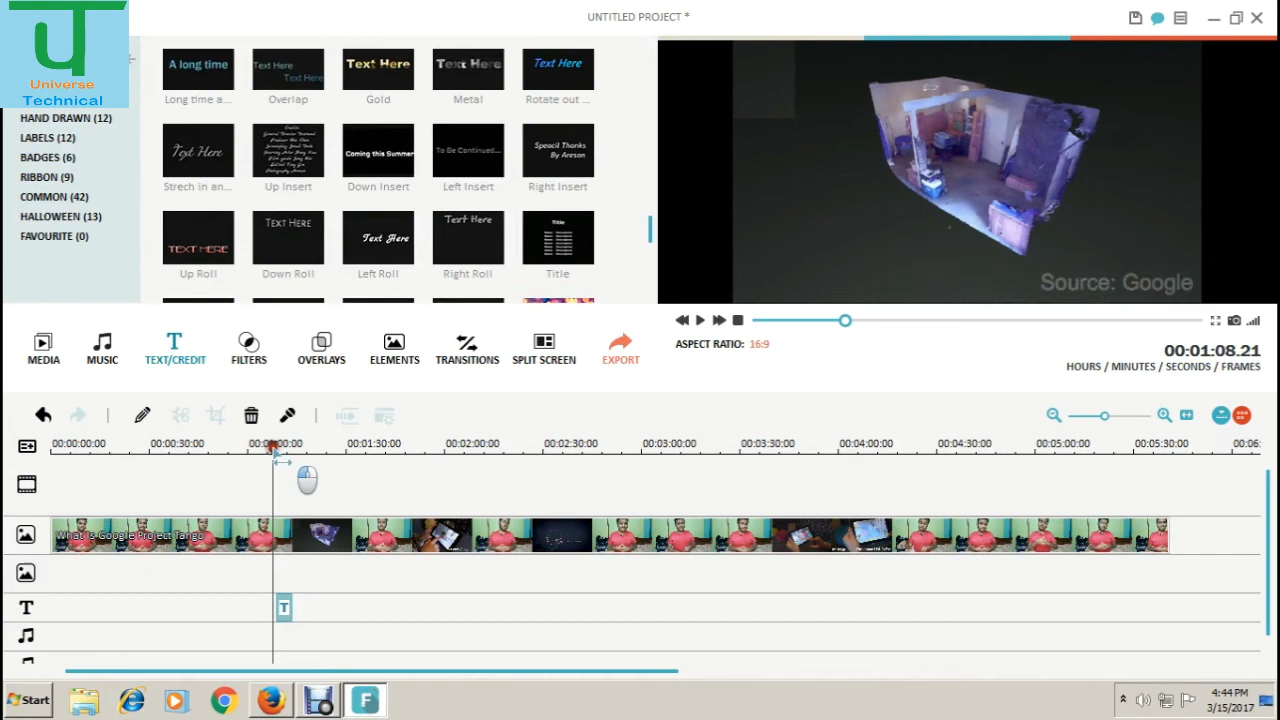 UNTITLED PROJECT *
Universe
Technical
HAND DRAWN (12)
LABELS (12)
BADGES (6)
RIBBON (9)
COMMON (42)
HALLOWEEN (13)
FAVOURITE (0)
A long time
Text Here
Text Here
Text Here
Text Here
Text Here
Long time a...
Overlap
Gold
Metal
Rotate out ...
Text Here
Coming this Summer
To Be Continued...
Speacil Thanks
By Areson
Strech in an...
Up Insert
Down Insert
Left Insert
Right Insert
TEXT HERE
TEXT HERE
Text Here
Text Here
Title
Up Roll
Down Roll
Left Roll
Right Roll
Title
Source: Google
MEDIA
MUSIC
TEXT/CREDIT
FILTERS
OVERLAYS
ELEMENTS
TRANSITIONS
SPLIT SCREEN
EXPORT
ASPECT RATIO: 16:9
00:01:08.21
HOURS / MINUTES / SECONDS / FRAMES
00:00:00:00
00:00:30:00
00:01:30:00
00:02:00:00
00:02:30:00
00:03:00:00
00:03:30:00
00:04:00:00
00:04:30:00
00:05:00:00
00:05:30:00
00:06:
What Is Google Project Tango
T
T
Start
F
4:44 PM
3/15/2017